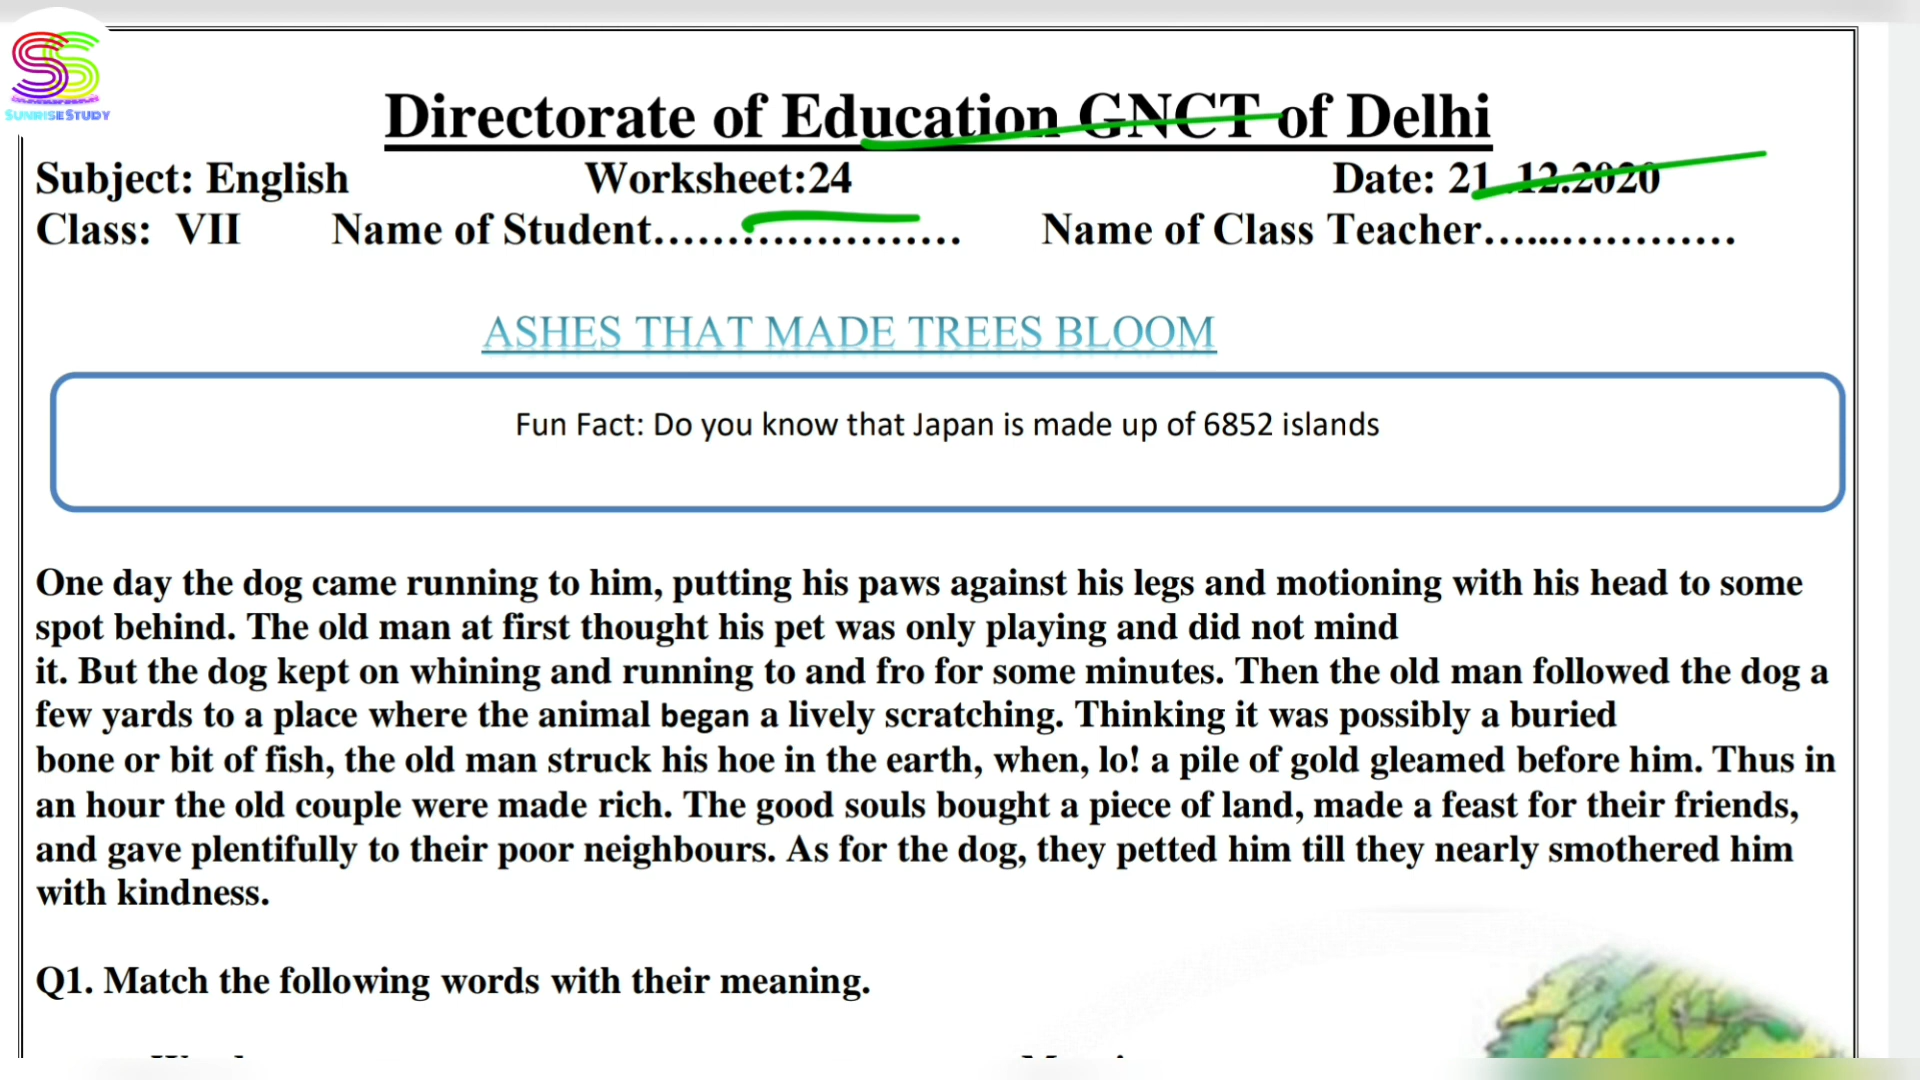 SS
SUNRISESTUDY
Directorate of Education GNCT of Delhi
Subject: English Worksheet:24 Date: 21 .12.2020
Class: VII Name of Student………………… Name of Class Teacher…...…………
ASHES THAT MADE TREES BLOOM
Fun Fact: Do you know that Japan is made up of 6852 islands
One day the dog came running to him, putting his paws against his legs and motioning with his head to some
spot behind. The old man at first thought his pet was only playing and did not mind
it. But the dog kept on whining and running to and fro for some minutes. Then the old man followed the dog a
few yards to a place where the animal began a lively scratching. Thinking it was possibly a buried
bone or bit of fish, the old man struck his hoe in the earth, when, lo! a pile of gold gleamed before him. Thus in
an hour the old couple were made rich. The good souls bought a piece of land, made a feast for their friends,
and gave plentifully to their poor neighbours. As for the dog, they petted him till they nearly smothered him
with kindness.
Q1. Match the following words with their meaning.